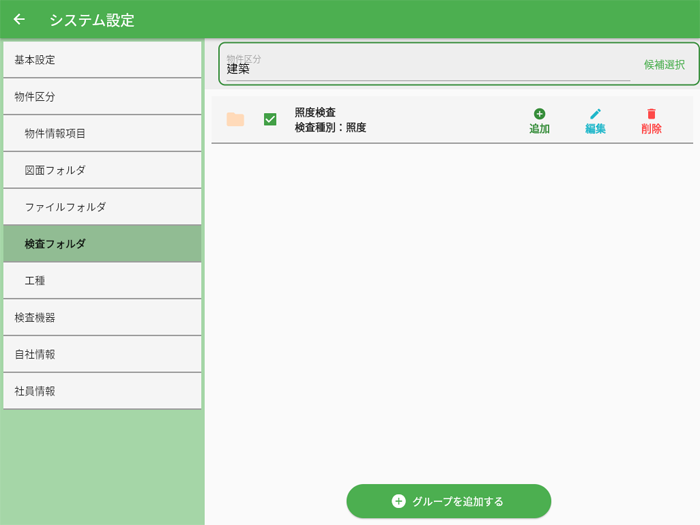 システム設定
基本設定
物件区分
物件情報項目
図面フォルダ
ファイルフォルダ
検査フォルダ
工種
検査機器
自社情報
社員情報
物件区分
建築
候補選択
照度検査
検査種別：照度
追加
編集
削除
グループを追加する